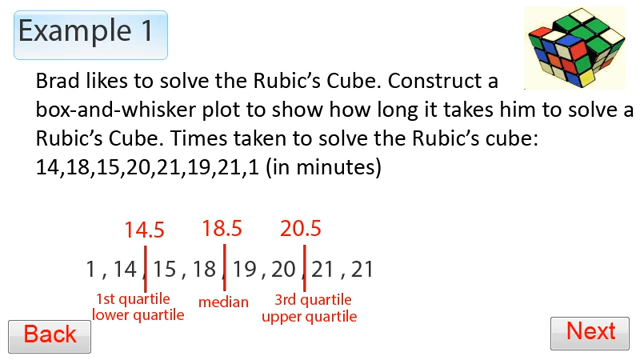 Example 1
Brad likes to solve the Rubic's Cube. Construct a
box-and-whisker plot to show how long it takes him to solve a
Rubic's Cube. Times taken to solve the Rubic's cube:
14,18,15,20,21,19,21,1 (in minutes)
14.5 18.5 20.5
1 , 14 , 15 , 18 , 19 , 20 , 21 , 21
1st quartile median 3rd quartile
lower quartile upper quartile
Back Next